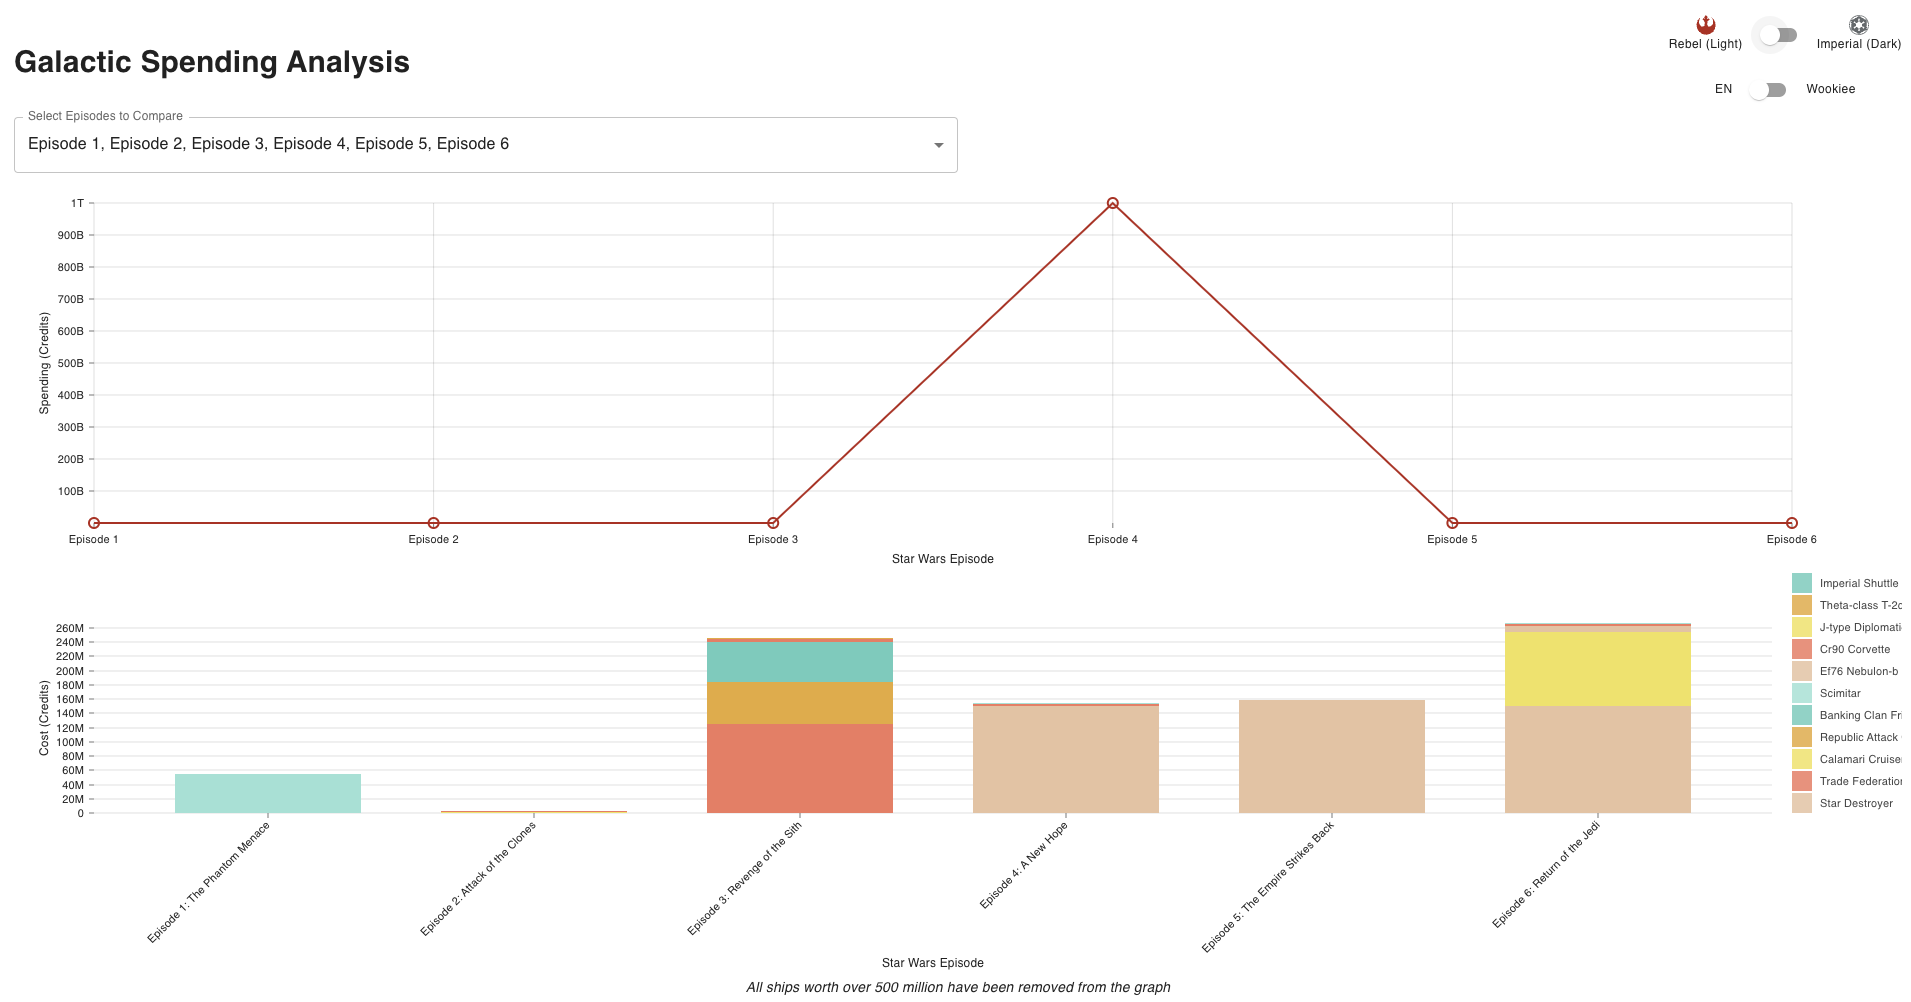 Rebel (Light)
Imperial (Dark)
Galactic Spending Analysis
EN
Wookiee
Select Episodes to Compare
Episode 1, Episode 2, Episode 3, Episode 4, Episode 5, Episode 6
1T
900B
800B
700B
600B
500B
400B
300B
200B
100B
Spending (Credits)
Episode 1
Episode 2
Episode 3
Episode 4
Episode 5
Episode 6
Star Wars Episode
Imperial Shuttle
Theta-class T-2c
J-type Diplomati
Cr90 Corvette
Ef76 Nebulon-b
Scimitar
Banking Clan Fri
Republic Attack
Calamari Cruise
Trade Federation
Star Destroyer
260M
240M
220M
200M
180M
160M
140M
120M
100M
80M
60M
40M
20M
0
Cost (Credits)
Episode 1: The Phantom Menace
Episode 2: Attack of the Clones
Episode 3: Revenge of the Sith
Episode 4: A New Hope
Episode 5: The Empire Strikes Back
Episode 6: Return of the Jedi
Star Wars Episode
All ships worth over 500 million have been removed from the graph